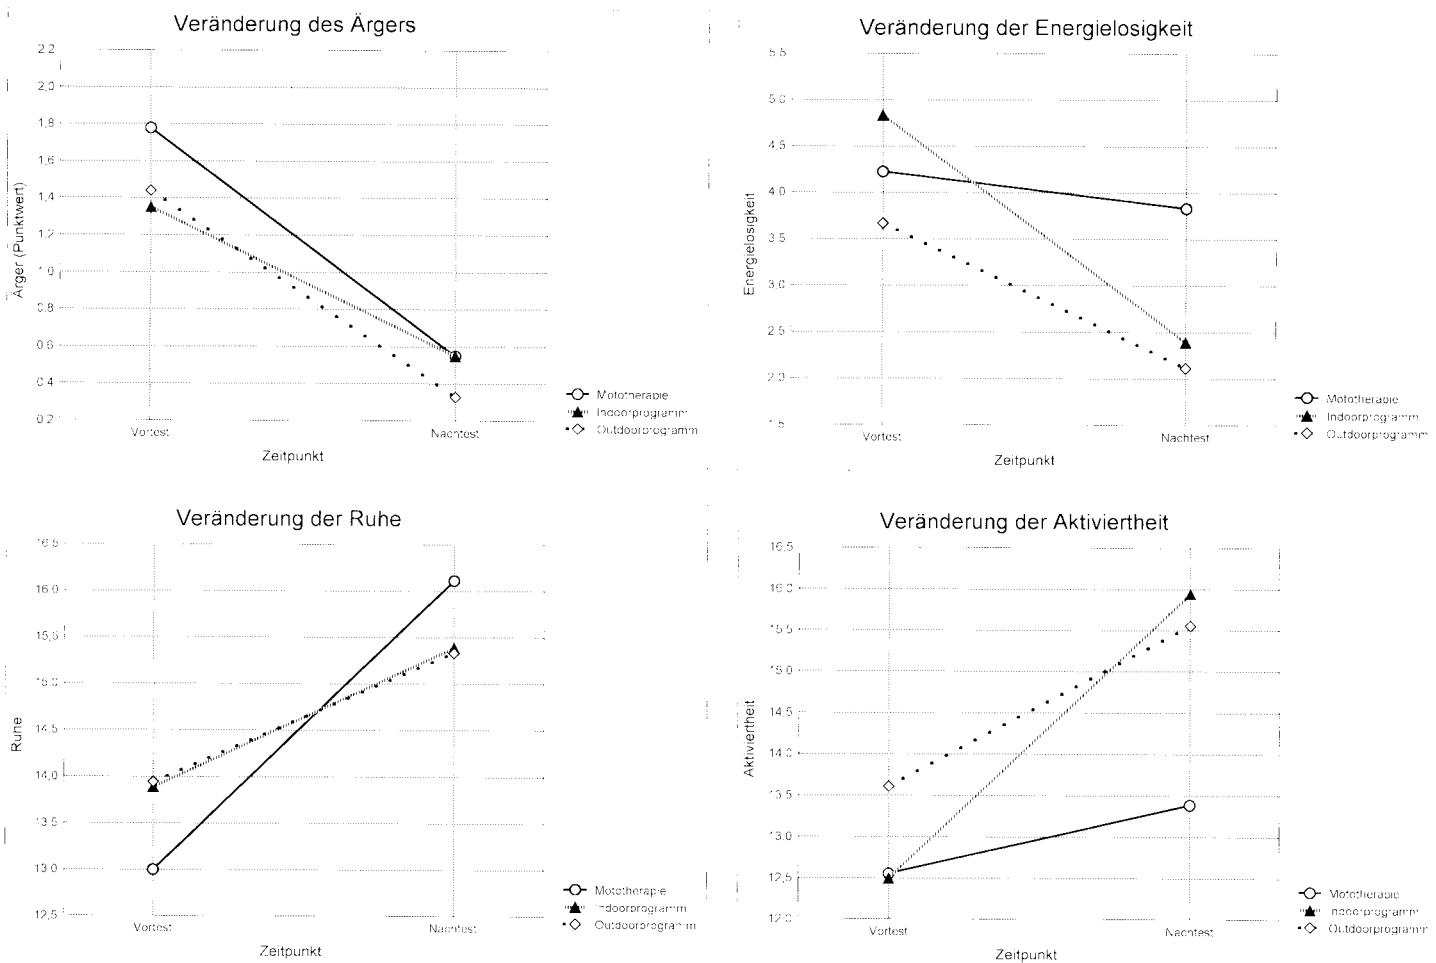 Veränderung des Ärgers
2,2
2,0
1,8
1,6
1,4
1,2
1,0
0,8
0,6
0,4
0,2
Ärger (Punktwert)
Vortest
Nachtest
Zeitpunkt
Mototherapie
Indoorprogramm
Outdoorprogramm
Veränderung der Energielosigkeit
5,5
5,0
4,5
4,0
3,5
3,0
2,5
2,0
1,5
Energielosigkeit
Vortest
Nachtest
Zeitpunkt
Mototherapie
Indoorprogramm
Outdoorprogramm
Veränderung der Ruhe
16,5
16,0
15,5
15,0
14,5
14,0
13,5
13,0
12,5
Ruhe
Vortest
Nachtest
Zeitpunkt
Mototherapie
Indoorprogramm
Outdoorprogramm
Veränderung der Aktiviertheit
16,5
16,0
15,5
15,0
14,5
14,0
13,5
13,0
12,5
12,0
Aktiviertheit
Vortest
Nachtest
Zeitpunkt
Mototherapie
Indoorprogramm
Outdoorprogramm